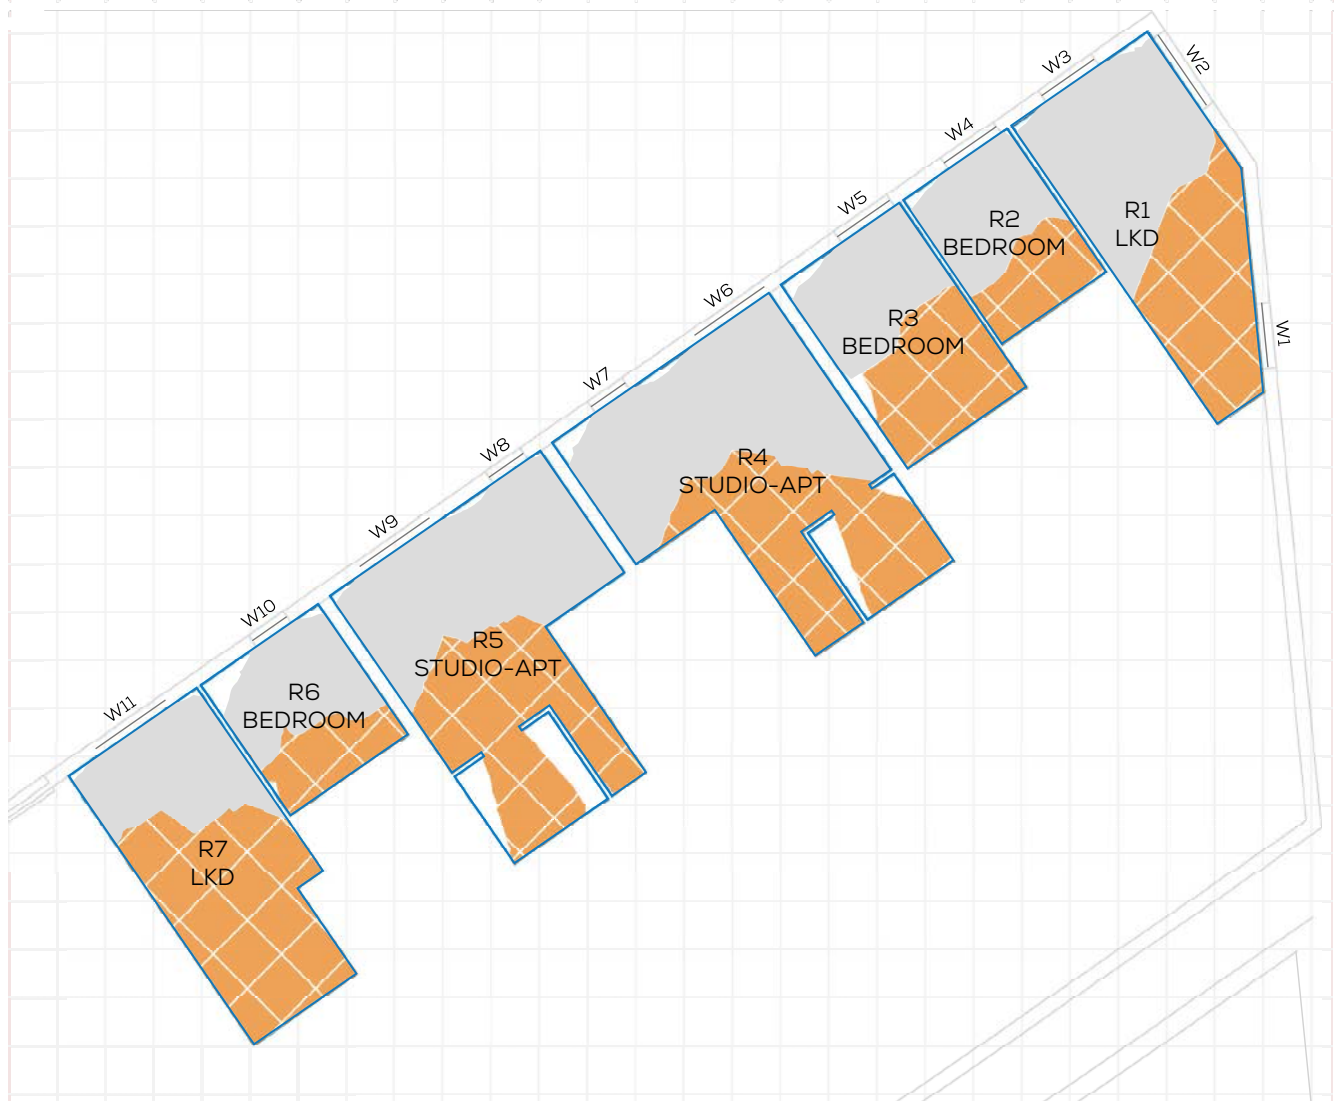 W3
W2
W4
W5
R1
LKD
R2
BEDROOM
W6
R3
BEDROOM
W1
W7
W8
R4
STUDIO-APT
W9
W10
R5
STUDIO-APT
W11
R6
BEDROOM
R7
LKD